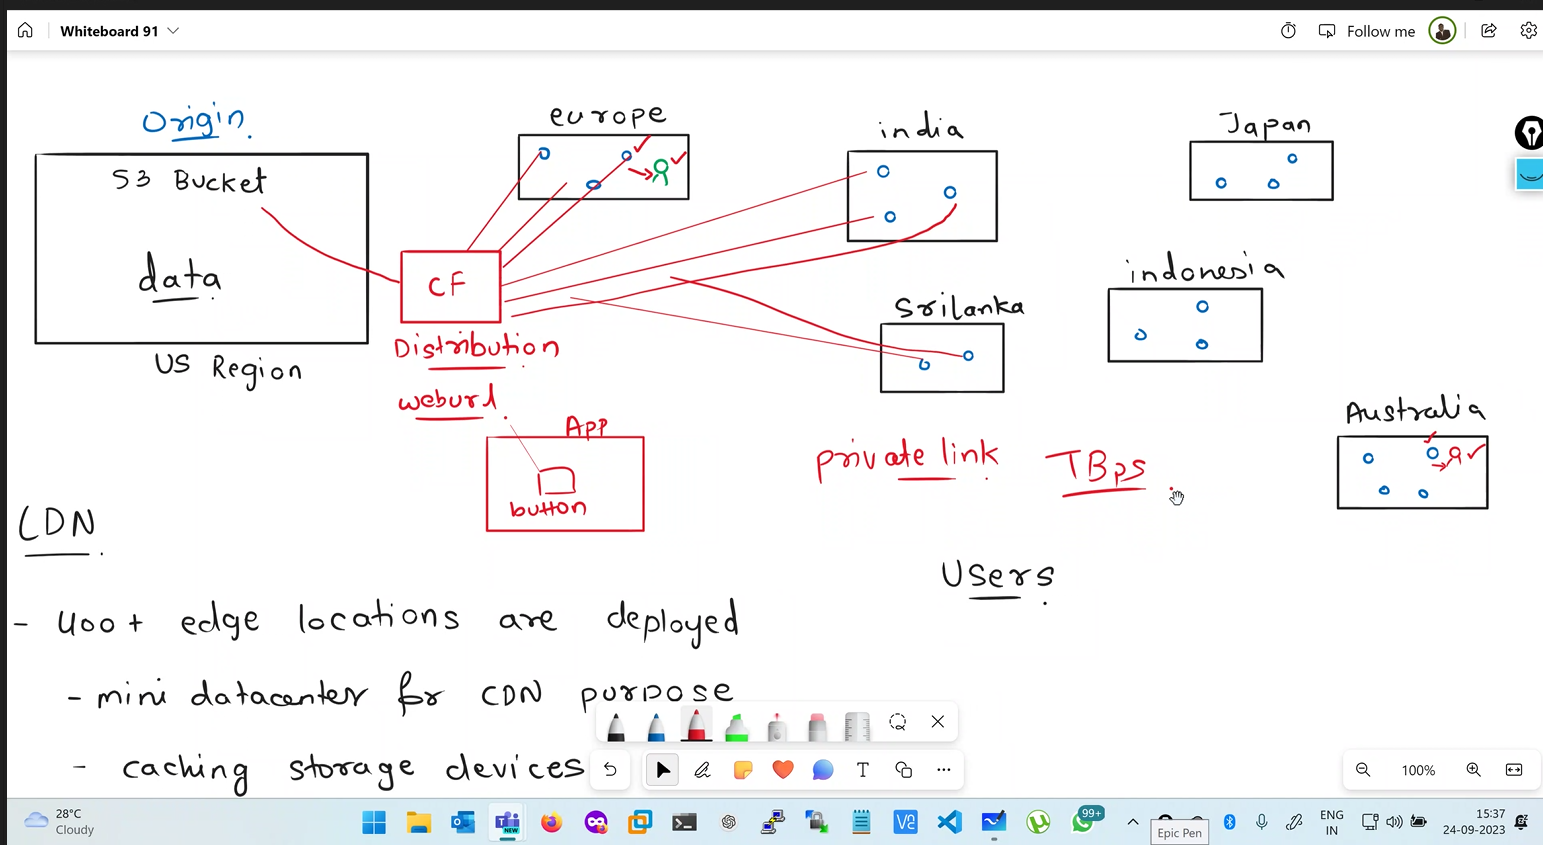 Whiteboard 91
Follow me
Origin
S3 Bucket
data
US Region
europe
india
Japan
CF
Distribution
weburl
Srilanka
indonesia
Australia
App
button
private link
TBps
Users
CDN
- 400+ edge locations are deployed
- mini datacenter for CDN purpose
- caching storage devices
T
100%
28°C
Cloudy
NEW
99+
Epic Pen
ENG
IN
15:37
24-09-2023